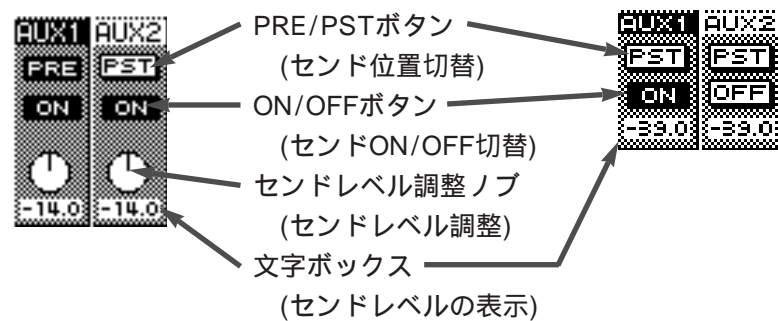 AUX1 AUX2
PRE PST
ON ON
-14.0 -14.0
PRE/PSTボタン
(センド位置切替)
ON/OFFボタン
(センドON/OFF切替)
センドレベル調整ノブ
(センドレベル調整)
文字ボックス
(センドレベルの表示)
AUX1 AUX2
PST PST
ON OFF
-39.0 -39.0